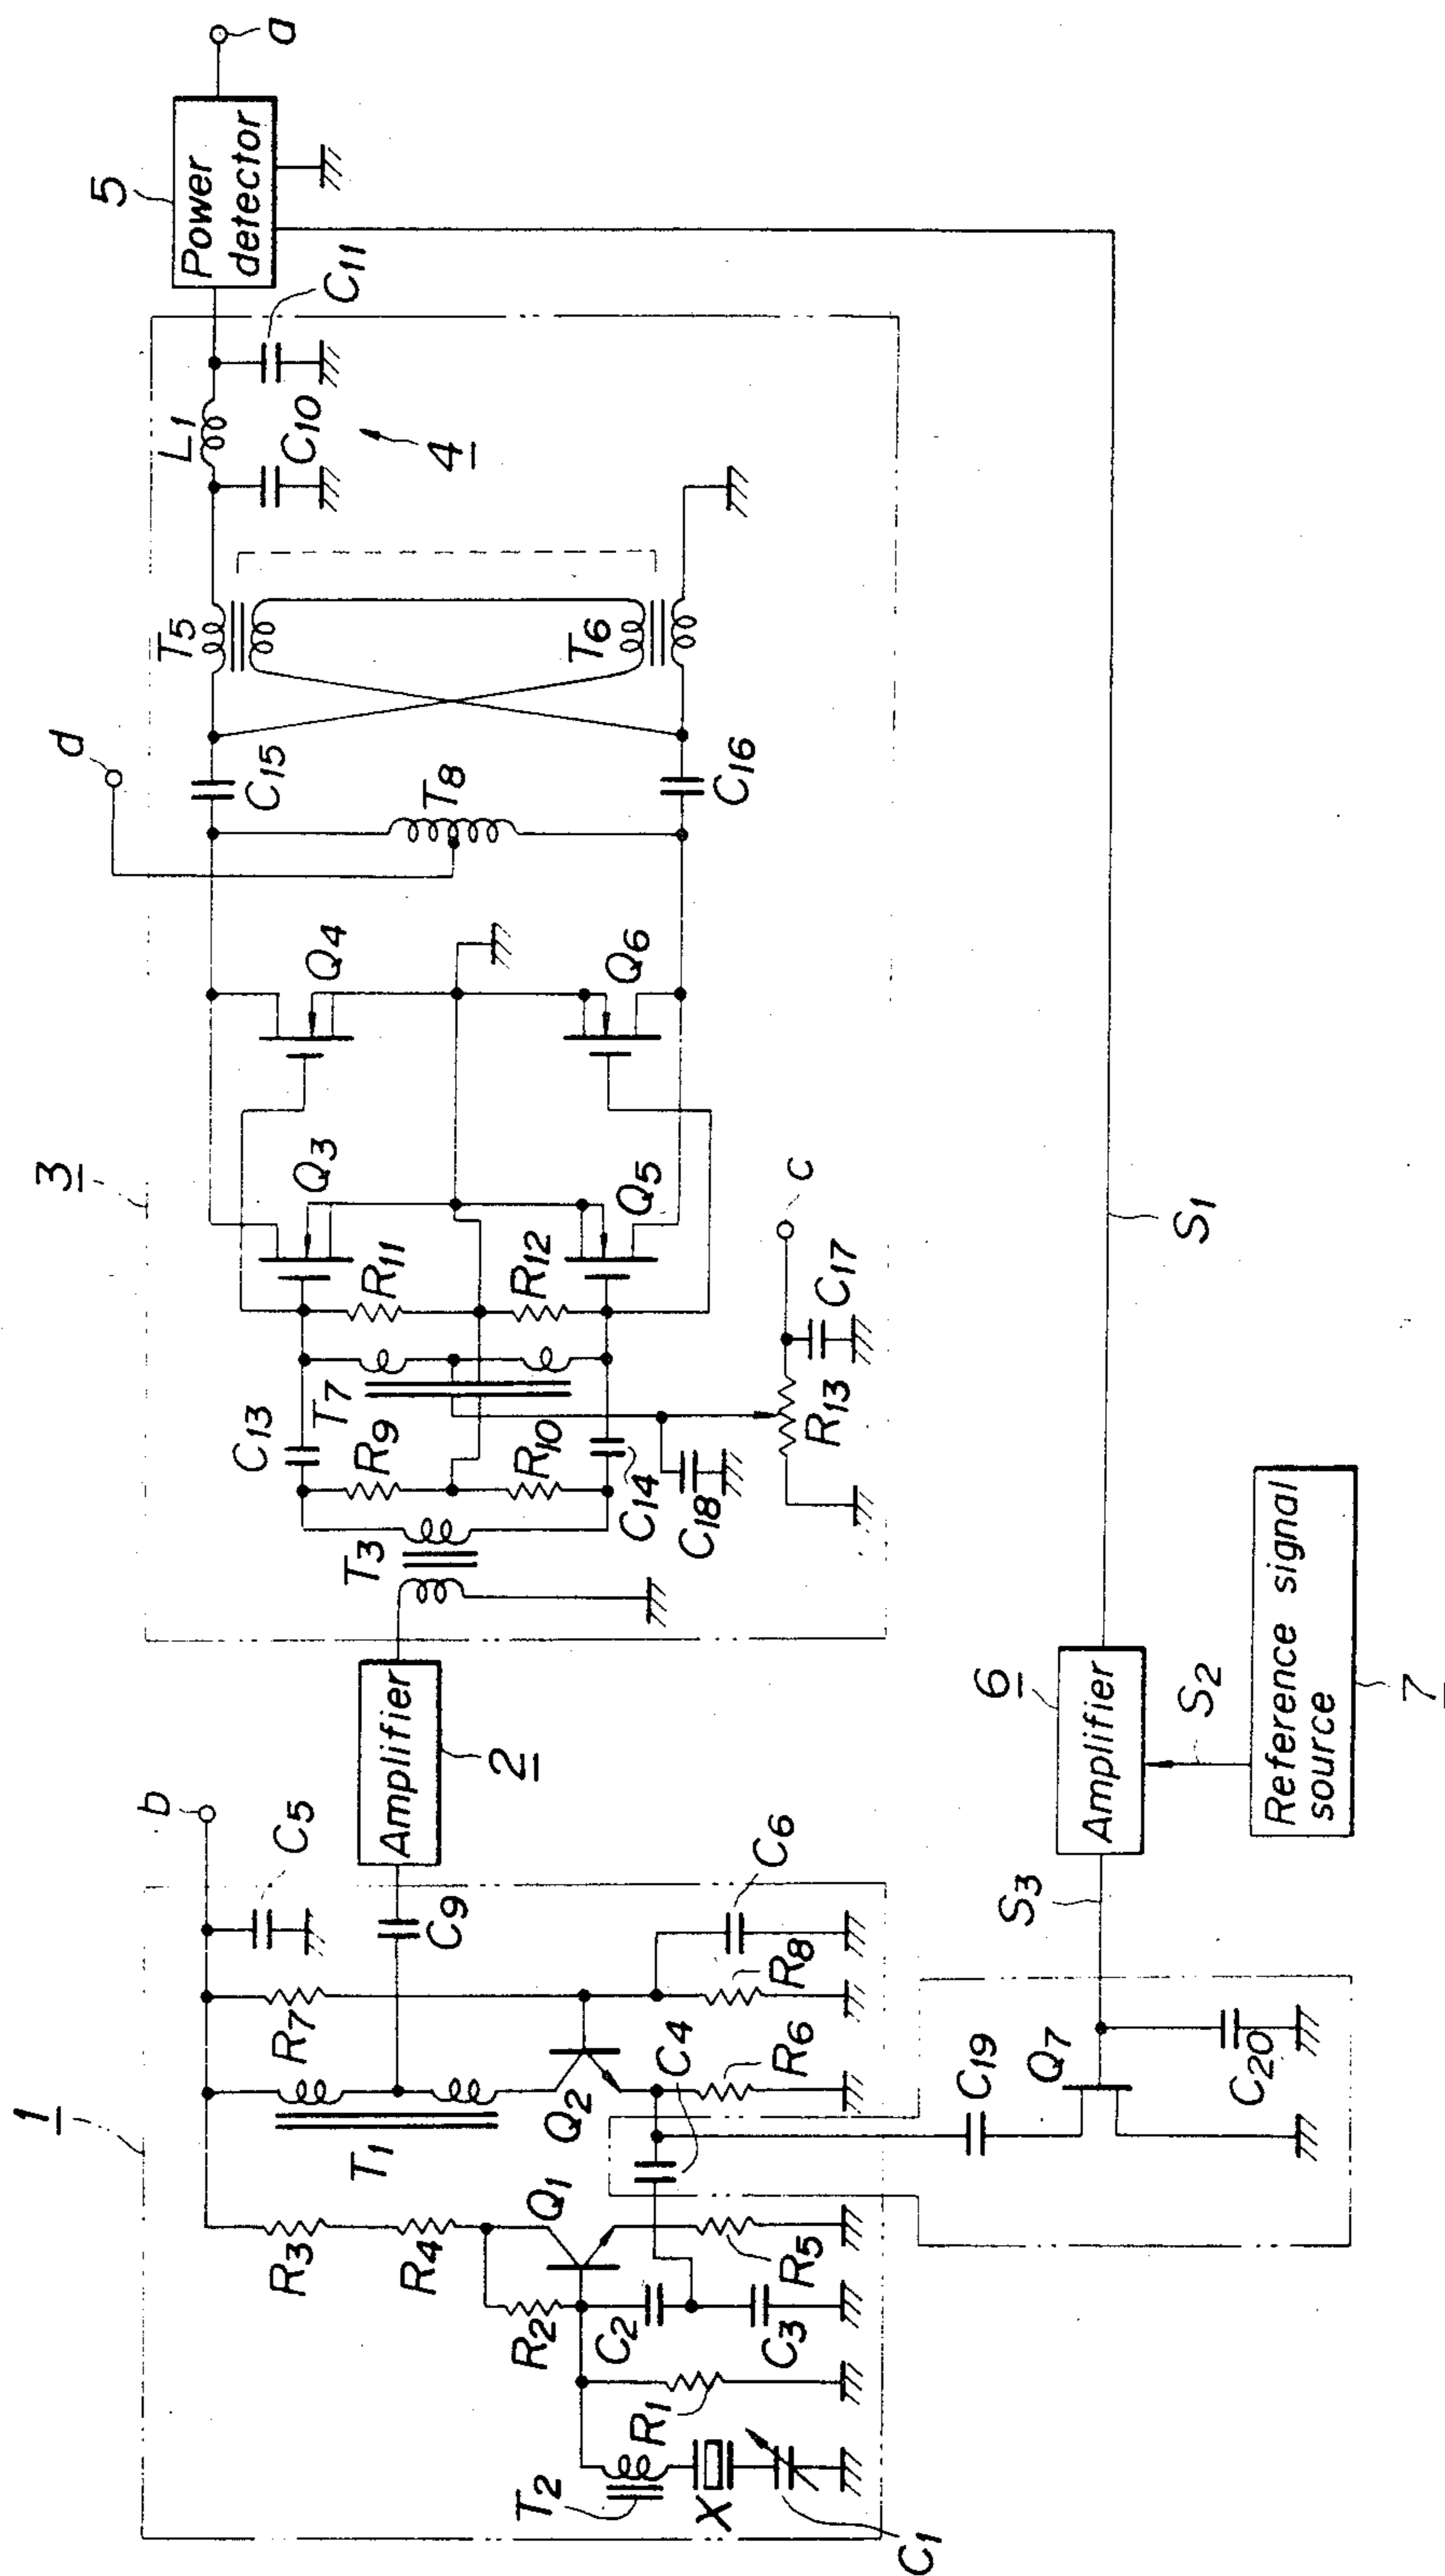 1
b
C5
R7
C9
T1
R3
R4
Q1
Q2
C4
R6
R8
C6
R2
C2
C3
R5
R1
T2
X
C1
Amplifier
2
3
T3
C13
R9
R10
T7
C14
C18
R13
C17
c
R11
R12
Q3
Q5
Q4
Q6
d
T8
C15
C16
T5
T6
L1
C10
C11
4
5
Power
detector
a
S1
6
Amplifier
S2
Reference signal
source
7
S3
C19
Q7
C20